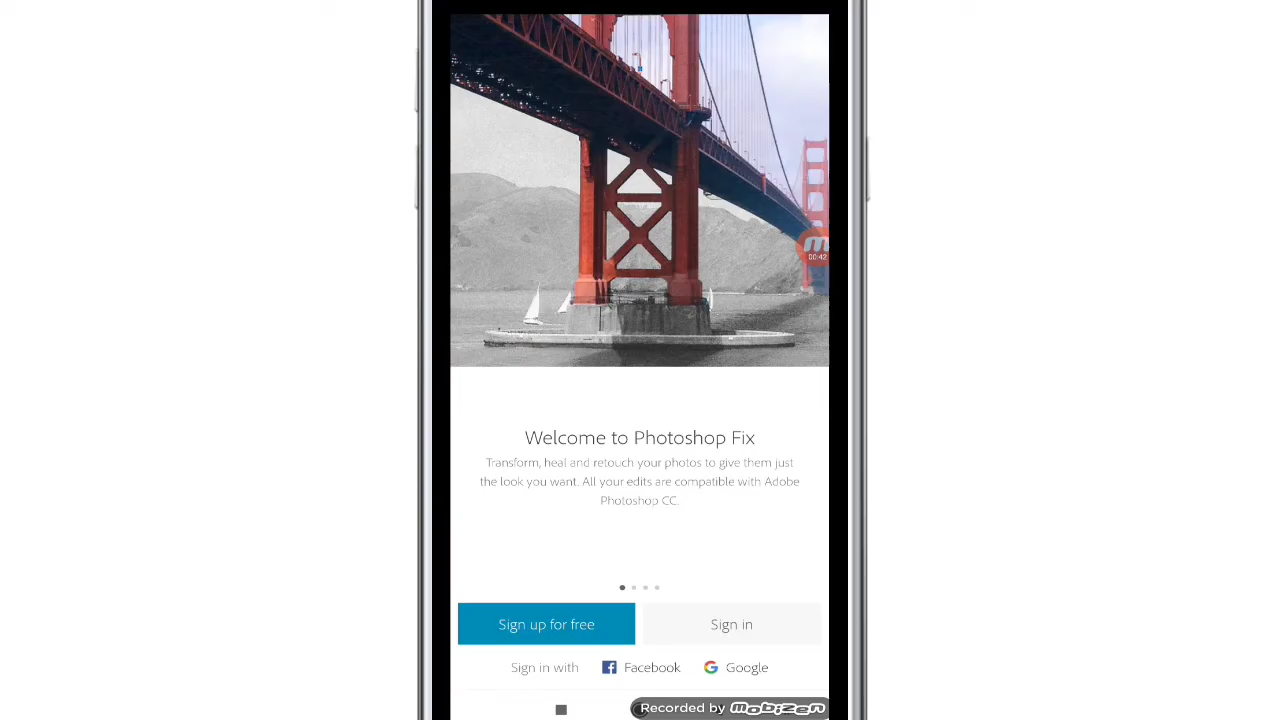 00:42
Welcome to Photoshop Fix
Transform, heal and retouch your photos to give them just
the look you want. All your edits are compatible with Adobe
Photoshop CC.
Sign up for free
Sign in
Sign in with Facebook Google
Recorded by mobizen